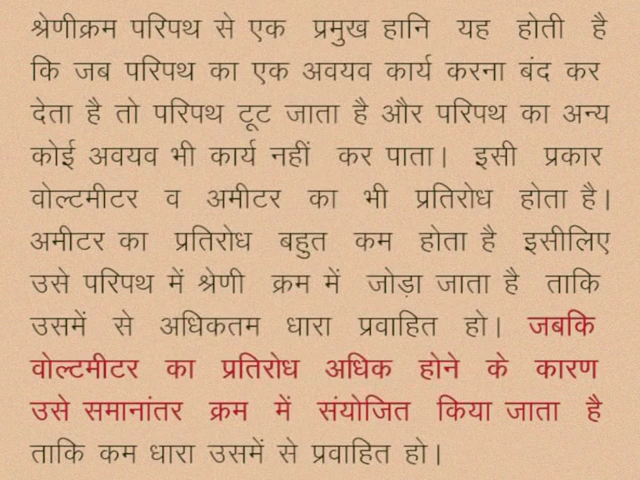 श्रेणीक्रम परिपथ से एक प्रमुख हानि यह होती है
कि जब परिपथ का एक अवयव कार्य करना बंद कर
देता है तो परिपथ टूट जाता है और परिपथ का अन्य
कोई अवयव भी कार्य नहीं कर पाता। इसी प्रकार
वोल्टमीटर व अमीटर का भी प्रतिरोध होता है।
अमीटर का प्रतिरोध बहुत कम होता है इसीलिए
उसे परिपथ में श्रेणी क्रम में जोड़ा जाता है ताकि
उसमें से अधिकतम धारा प्रवाहित हो। जबकि
वोल्टमीटर का प्रतिरोध अधिक होने के कारण
उसे समानांतर क्रम में संयोजित किया जाता है
ताकि कम धारा उसमें से प्रवाहित हो।